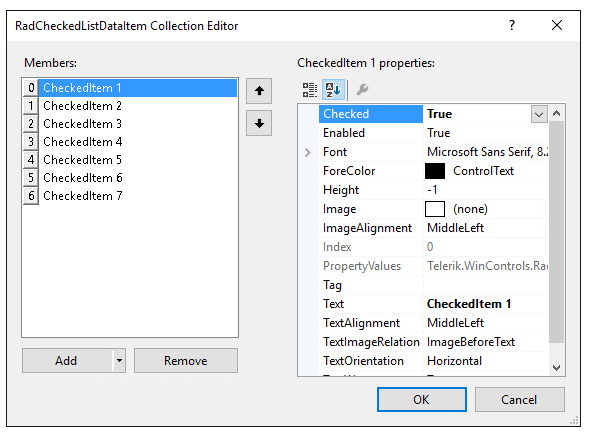 RadCheckedListDataItem Collection Editor
Members:
0 CheckedItem 1
1 CheckedItem 2
2 CheckedItem 3
3 CheckedItem 4
4 CheckedItem 5
5 CheckedItem 6
6 CheckedItem 7
Add
Remove
CheckedItem 1 properties:
Checked True
Enabled True
Font Microsoft Sans Serif, 8.2
ForeColor ControlText
Height -1
Image (none)
ImageAlignment MiddleLeft
Index 0
PropertyValues Telerik.WinControls.Rad
Tag
Text CheckedItem 1
TextAlignment MiddleLeft
TextImageRelation ImageBeforeText
TextOrientation Horizontal
OK
Cancel